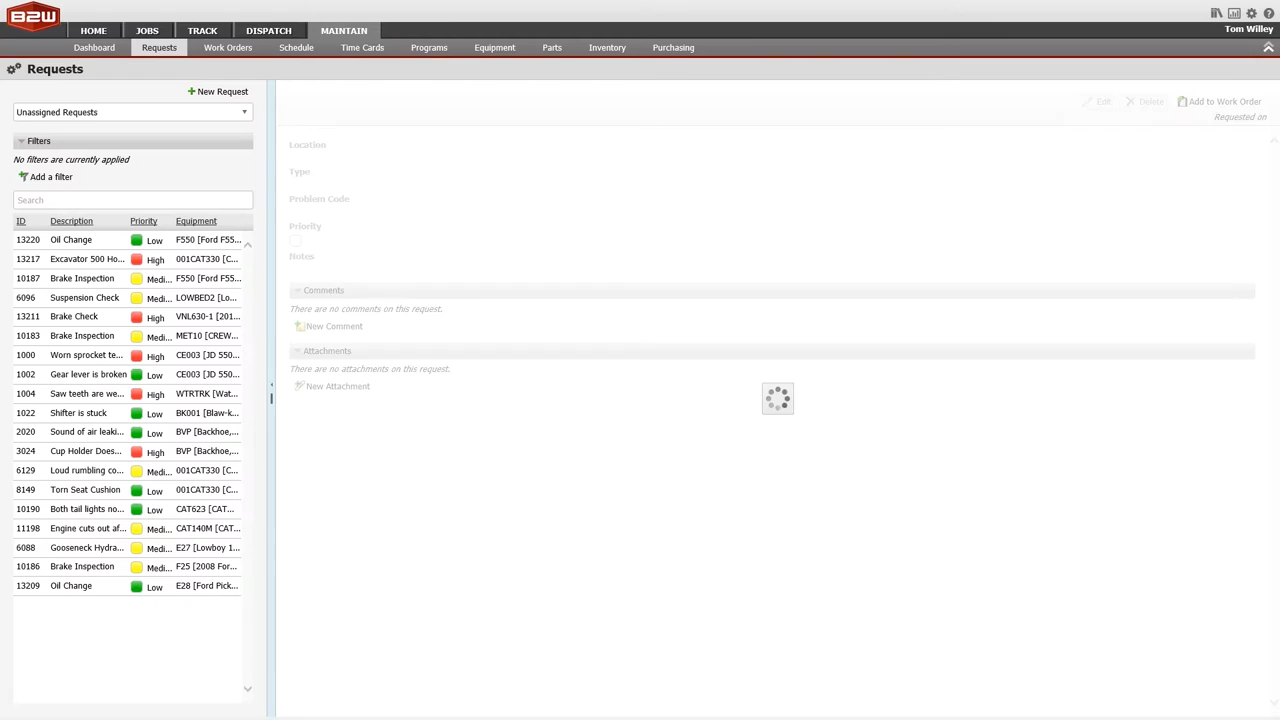 B2W
HOME JOBS TRACK DISPATCH MAINTAIN
Tom Willey
Dashboard Requests Work Orders Schedule Time Cards Programs Equipment Parts Inventory Purchasing
Requests
New Request
Unassigned Requests
Filters
No filters are currently applied
Add a filter
Search
ID Description Priority Equipment
13220 Oil Change Low F550 [Ford F55...
13217 Excavator 500 Ho... High 001CAT330 [C...
10187 Brake Inspection Medi... F550 [Ford F55...
6096 Suspension Check Medi... LOWBED2 [Lo...
13211 Brake Check High VNL630-1 [201...
10183 Brake Inspection Medi... MET10 [CREW...
1000 Worn sprocket te... High CE003 [JD 550...
1002 Gear lever is broken Low CE003 [JD 550...
1004 Saw teeth are we... High WTRTRK [Wat...
1022 Shifter is stuck Low BK001 [Blaw-k...
2020 Sound of air leaki... Low BVP [Backhoe,...
3024 Cup Holder Does... High BVP [Backhoe,...
6129 Loud rumbling co... Medi... 001CAT330 [C...
8149 Torn Seat Cushion Low 001CAT330 [C...
10190 Both tail lights no... Low CAT623 [CAT...
11198 Engine cuts out af... Medi... CAT140M [CAT...
6088 Gooseneck Hydra... Medi... E27 [Lowboy 1...
10186 Brake Inspection Medi... F25 [2008 For...
13209 Oil Change Low E28 [Ford Pick...
Edit Delete Add to Work Order
Requested on
Location
Type
Problem Code
Priority
Notes
Comments
There are no comments on this request.
New Comment
Attachments
There are no attachments on this request.
New Attachment